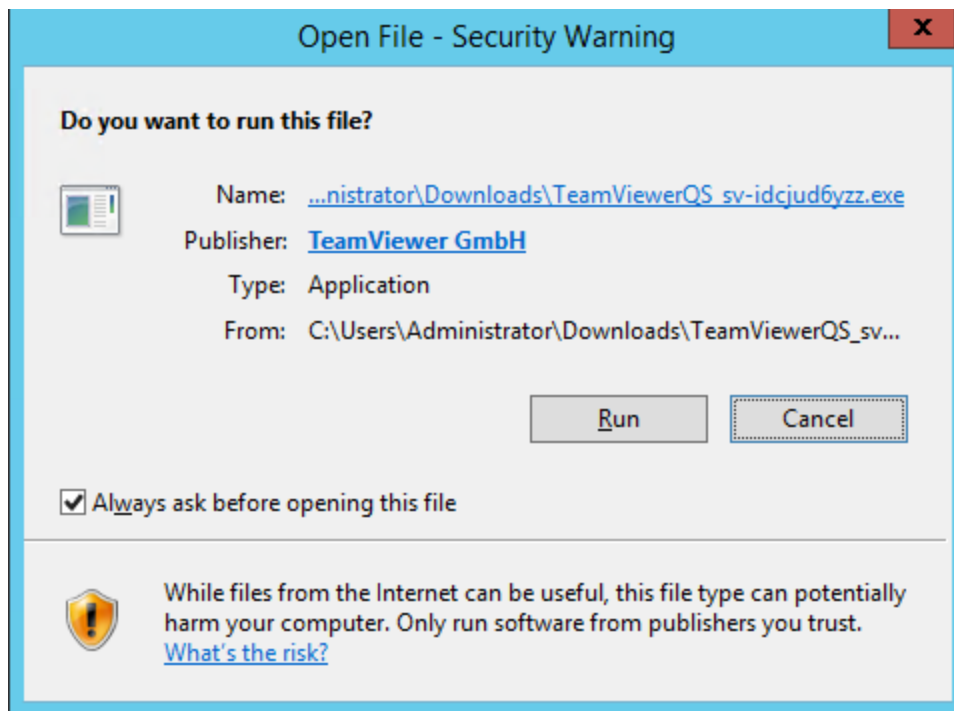 Open File - Security Warning
x
Do you want to run this file?
Name: ...nistrator\Downloads\TeamViewerQS_sv-idcjud6yzz.exe
Publisher: TeamViewer GmbH
Type: Application
From: C:\Users\Administrator\Downloads\TeamViewerQS_sv...
Run Cancel
Always ask before opening this file
While files from the Internet can be useful, this file type can potentially
harm your computer. Only run software from publishers you trust.
What's the risk?